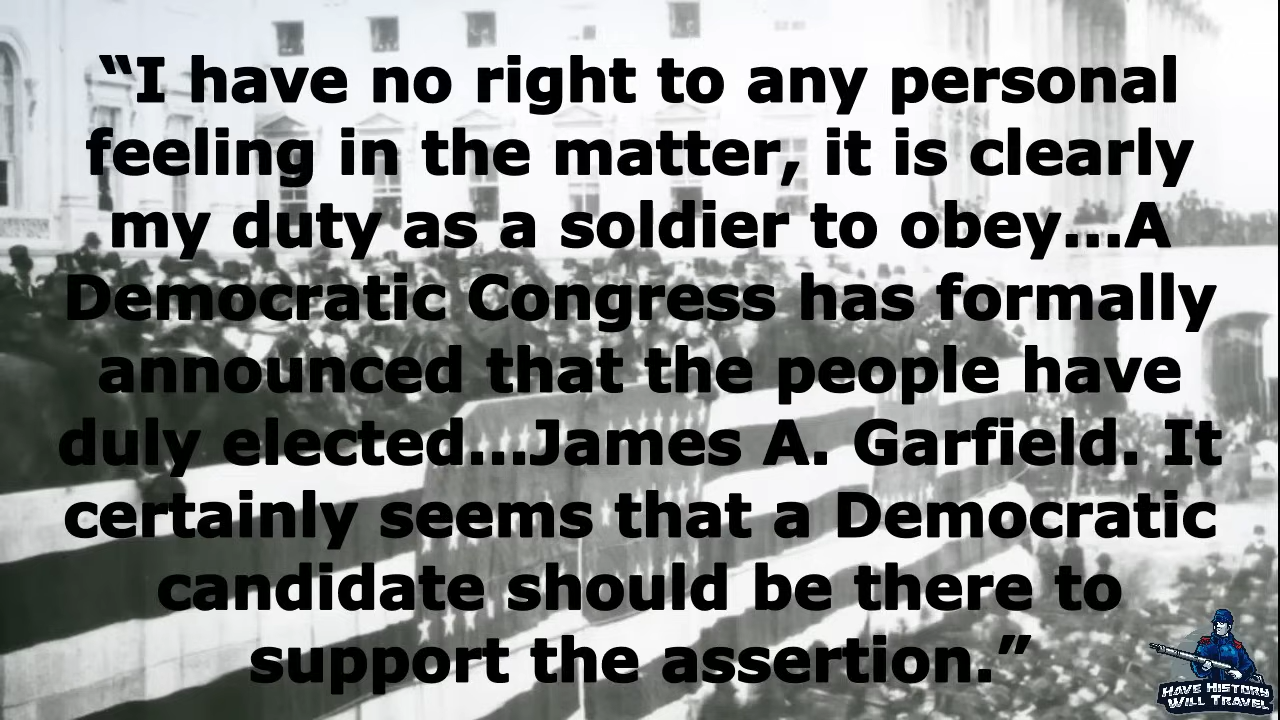 “I have no right to any personal
feeling in the matter, it is clearly
my duty as a soldier to obey...A
Democratic Congress has formally
announced that the people have
duly elected...James A. Garfield. It
certainly seems that a Democratic
candidate should be there to
support the assertion.”
HAVE HISTORY
WILL TRAVEL